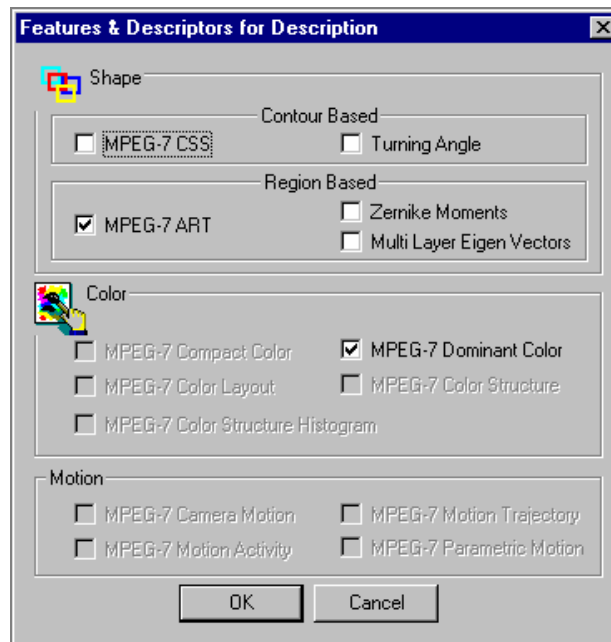 Features & Descriptors for Description
Shape
Contour Based
MPEG-7 CSS
Turning Angle
Region Based
MPEG-7 ART
Zernike Moments
Multi Layer Eigen Vectors
Color
MPEG-7 Compact Color
MPEG-7 Dominant Color
MPEG-7 Color Layout
MPEG-7 Color Structure
MPEG-7 Color Structure Histogram
Motion
MPEG-7 Camera Motion
MPEG-7 Motion Trajectory
MPEG-7 Motion Activity
MPEG-7 Parametric Motion
OK
Cancel